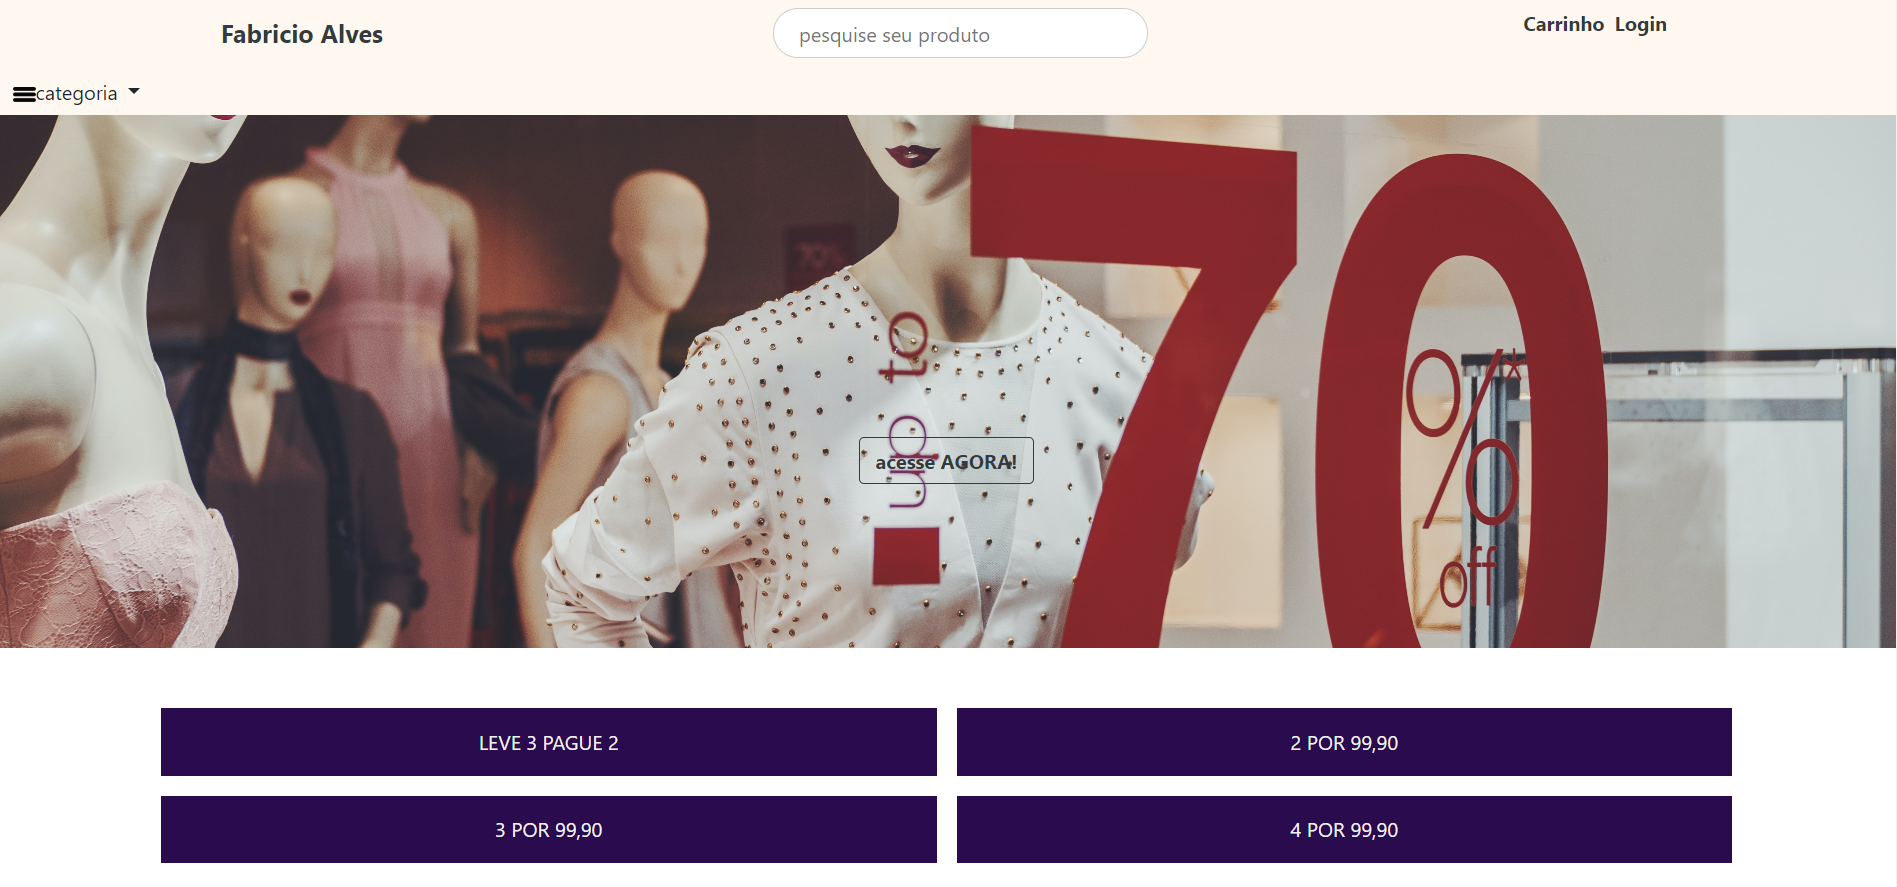 Fabricio Alves
pesquise seu produto
Carrinho Login
categoria
70%
up to
70
%*
off
acesse AGORA!
LEVE 3 PAGUE 2
2 POR 99,90
3 POR 99,90
4 POR 99,90